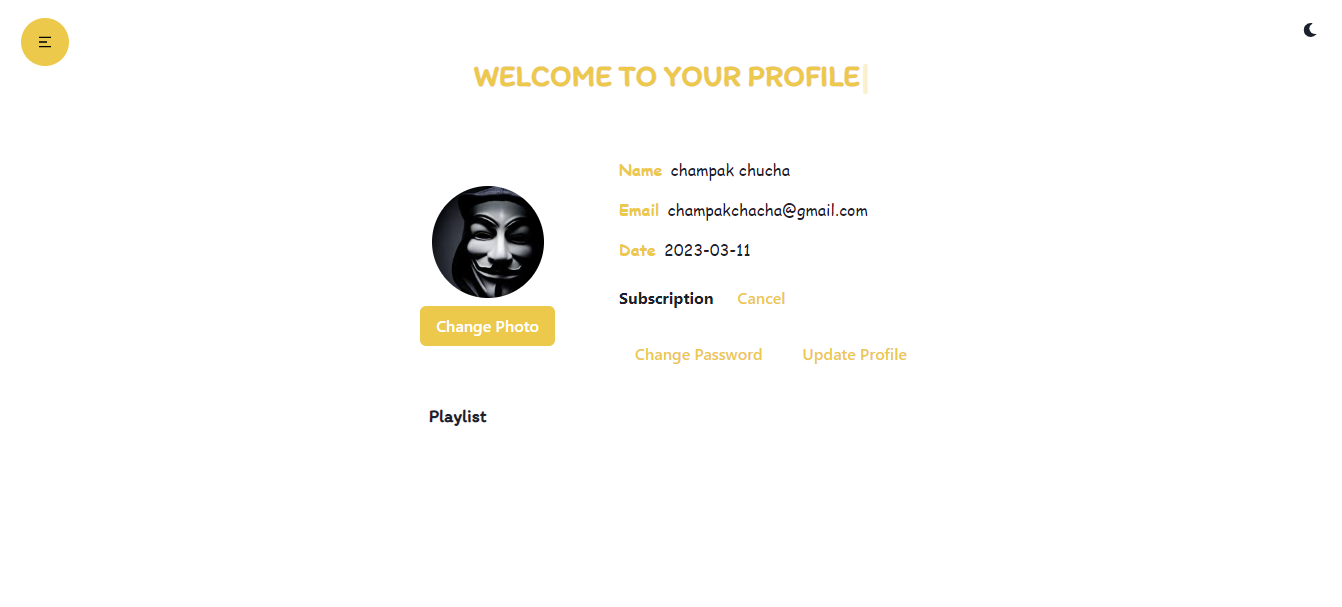 WELCOME TO YOUR PROFILE
Name champak chucha
Email champakchacha@gmail.com
Date 2023-03-11
Subscription Cancel
Change Photo
Change Password Update Profile
Playlist